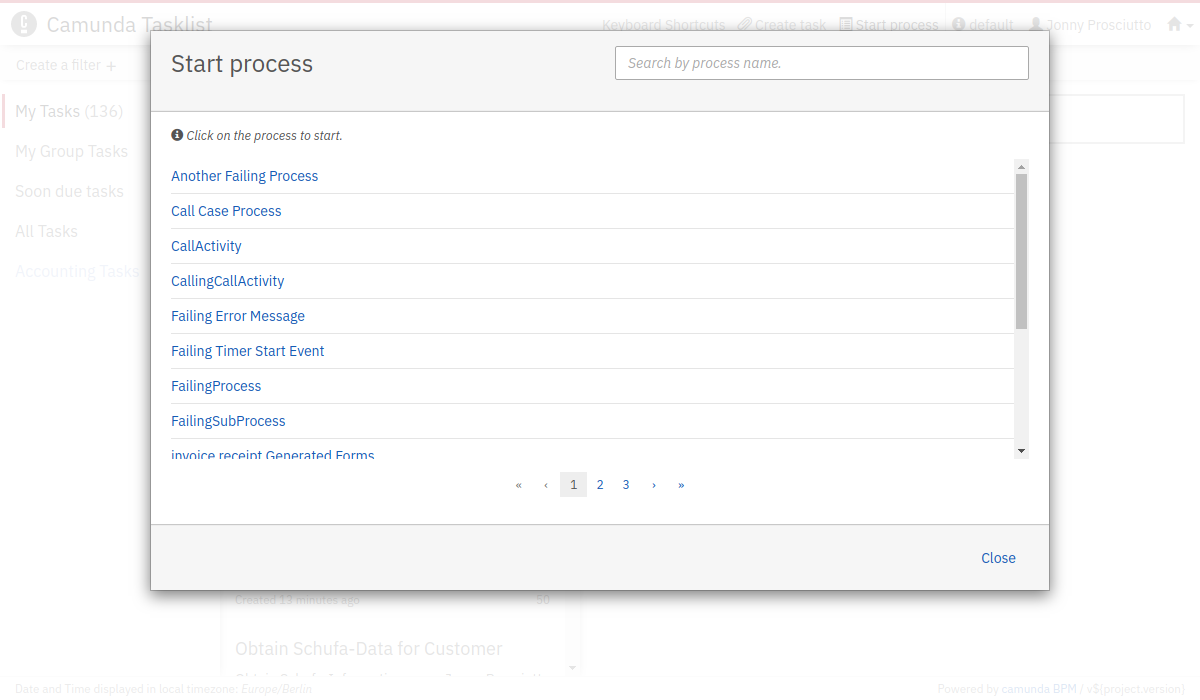 Camunda Tasklist
Keyboard Shortcuts Create task Start process default Jonny Prosciutto
Create a filter +
My Tasks (136)
My Group Tasks
Soon due tasks
All Tasks
Accounting Tasks
Start process
Search by process name.
Click on the process to start.
Another Failing Process
Call Case Process
CallActivity
CallingCallActivity
Failing Error Message
Failing Timer Start Event
FailingProcess
FailingSubProcess
invoice receipt Generated Forms
« ‹ 1 2 3 › »
Close
Created 13 minutes ago 50
Obtain Schufa-Data for Customer
Date and Time displayed in local timezone: Europe/Berlin
Powered by camunda BPM / v${project.version}